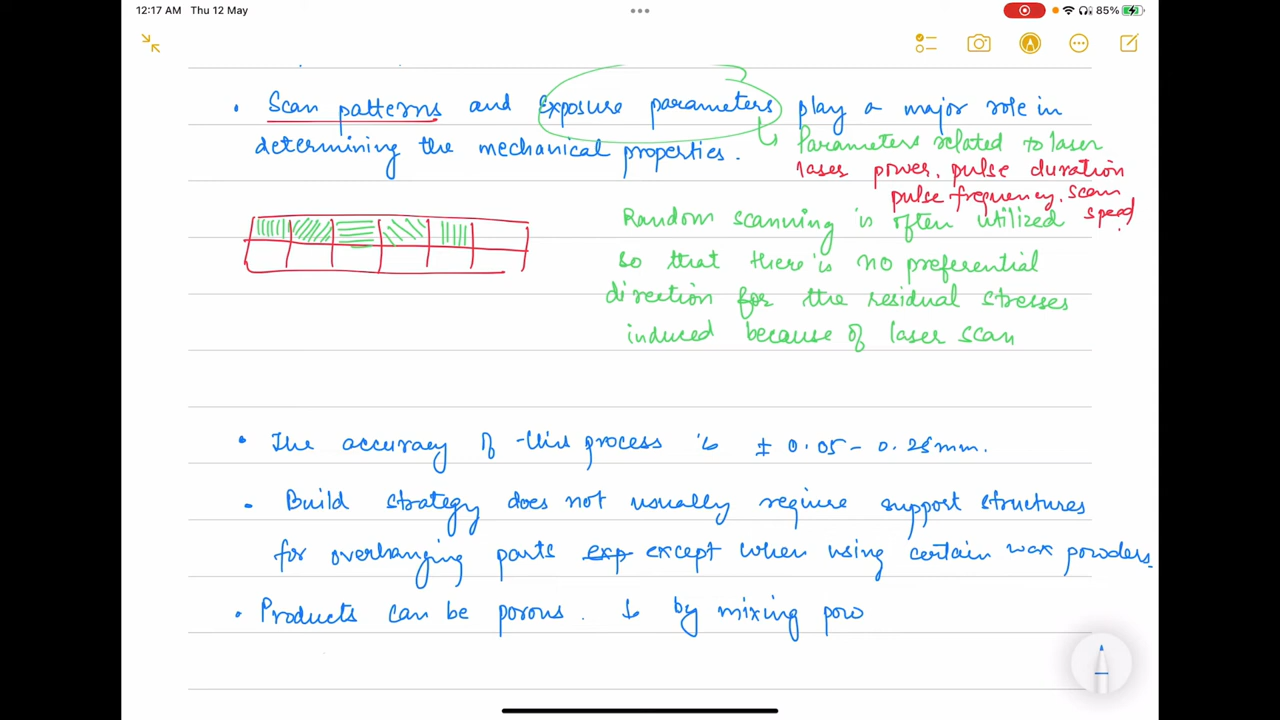 12:17 AM Thu 12 May
85%
• Scan patterns and Exposure parameters play a major role in
determining the mechanical properties.
↳ Parameters related to laser
laser power, pulse duration
pulse frequency, scan
speed.
Random scanning is often utilized
so that there is no preferential
direction for the residual stresses
induced because of laser scan
• The accuracy of this process is ± 0.05 - 0.25mm.
• Build strategy does not usually require support structures
for overhanging parts exp except when using certain wax powders.
• Products can be porous. ↓ by mixing pow